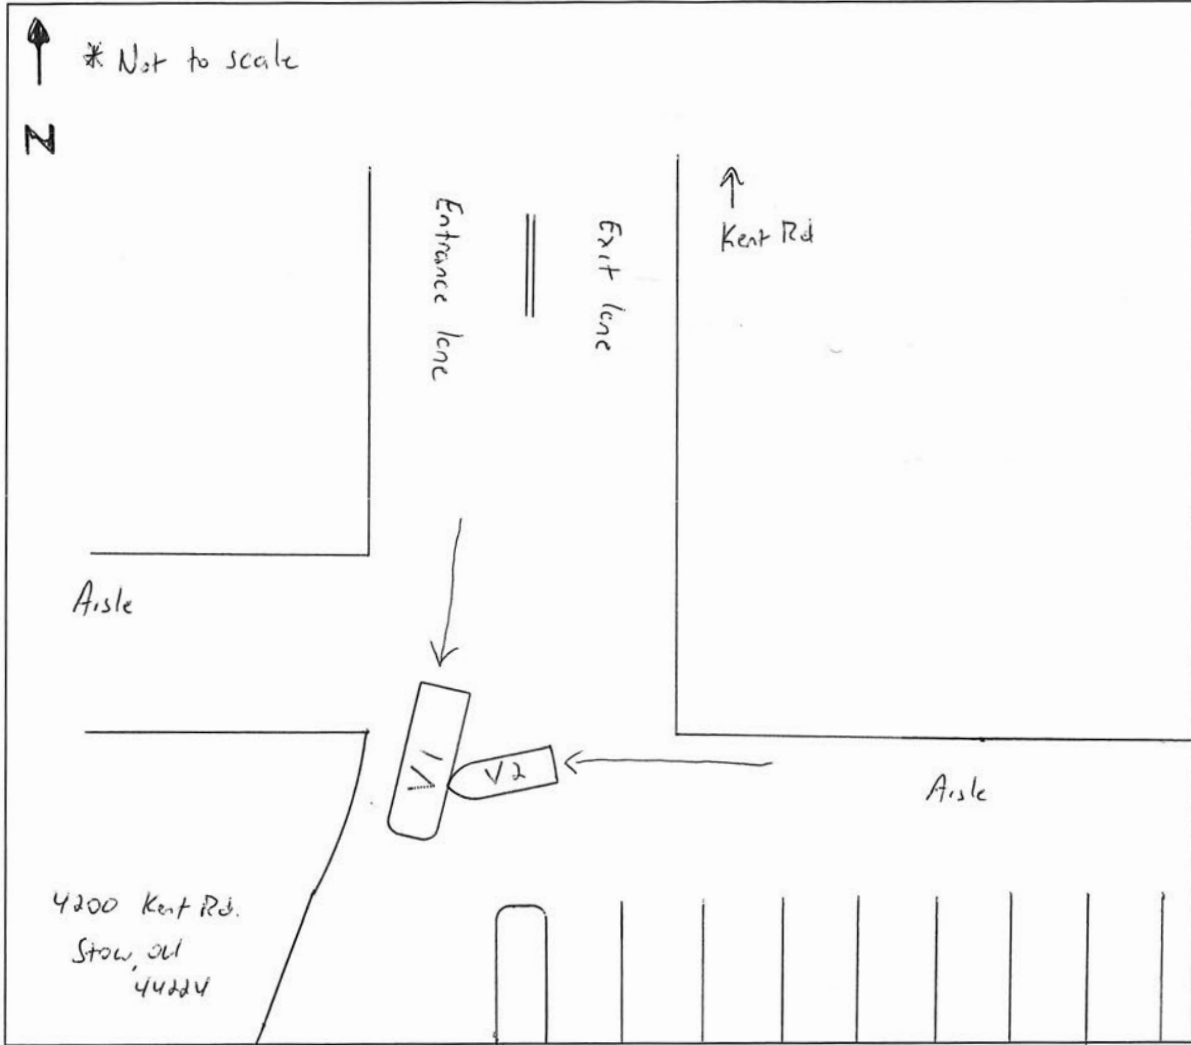 * Not to scale
N
Entrance lane
Exit lane
Kent Rd
Aisle
V1
V2
Aisle
4200 Kent Rd.
Stow, OH
44224